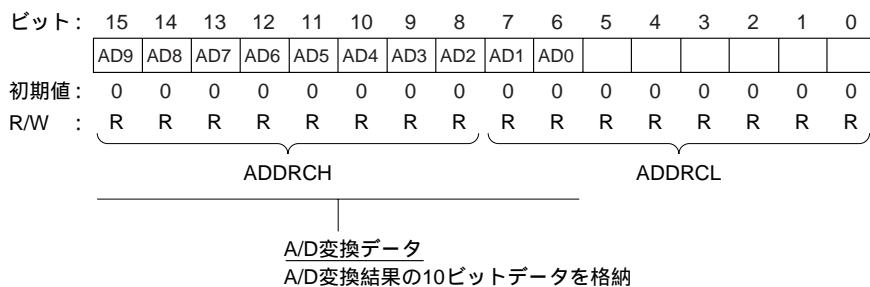 ビット: 15 14 13 12 11 10 9 8 7 6 5 4 3 2 1 0
AD9 AD8 AD7 AD6 AD5 AD4 AD3 AD2 AD1 AD0
初期値: 0 0 0 0 0 0 0 0 0 0 0 0 0 0 0 0
R/W : R R R R R R R R R R R R R R R R
ADDRCH ADDRCL
A/D変換データ
A/D変換結果の10ビットデータを格納